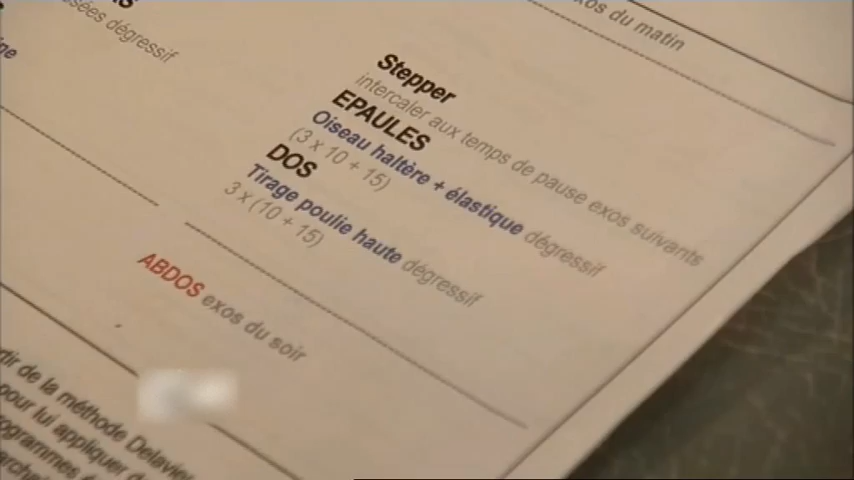 exos du matin
dégressif
Stepper
intercaler aux temps de pause exos suivants
EPAULES
Oiseau haltère + élastique dégressif
(3 x 10 + 15)
DOS
Tirage poulie haute dégressif
3 x (10 + 15)
ABDOS exos du soir
de la méthode Delavier
pour lui appliquer